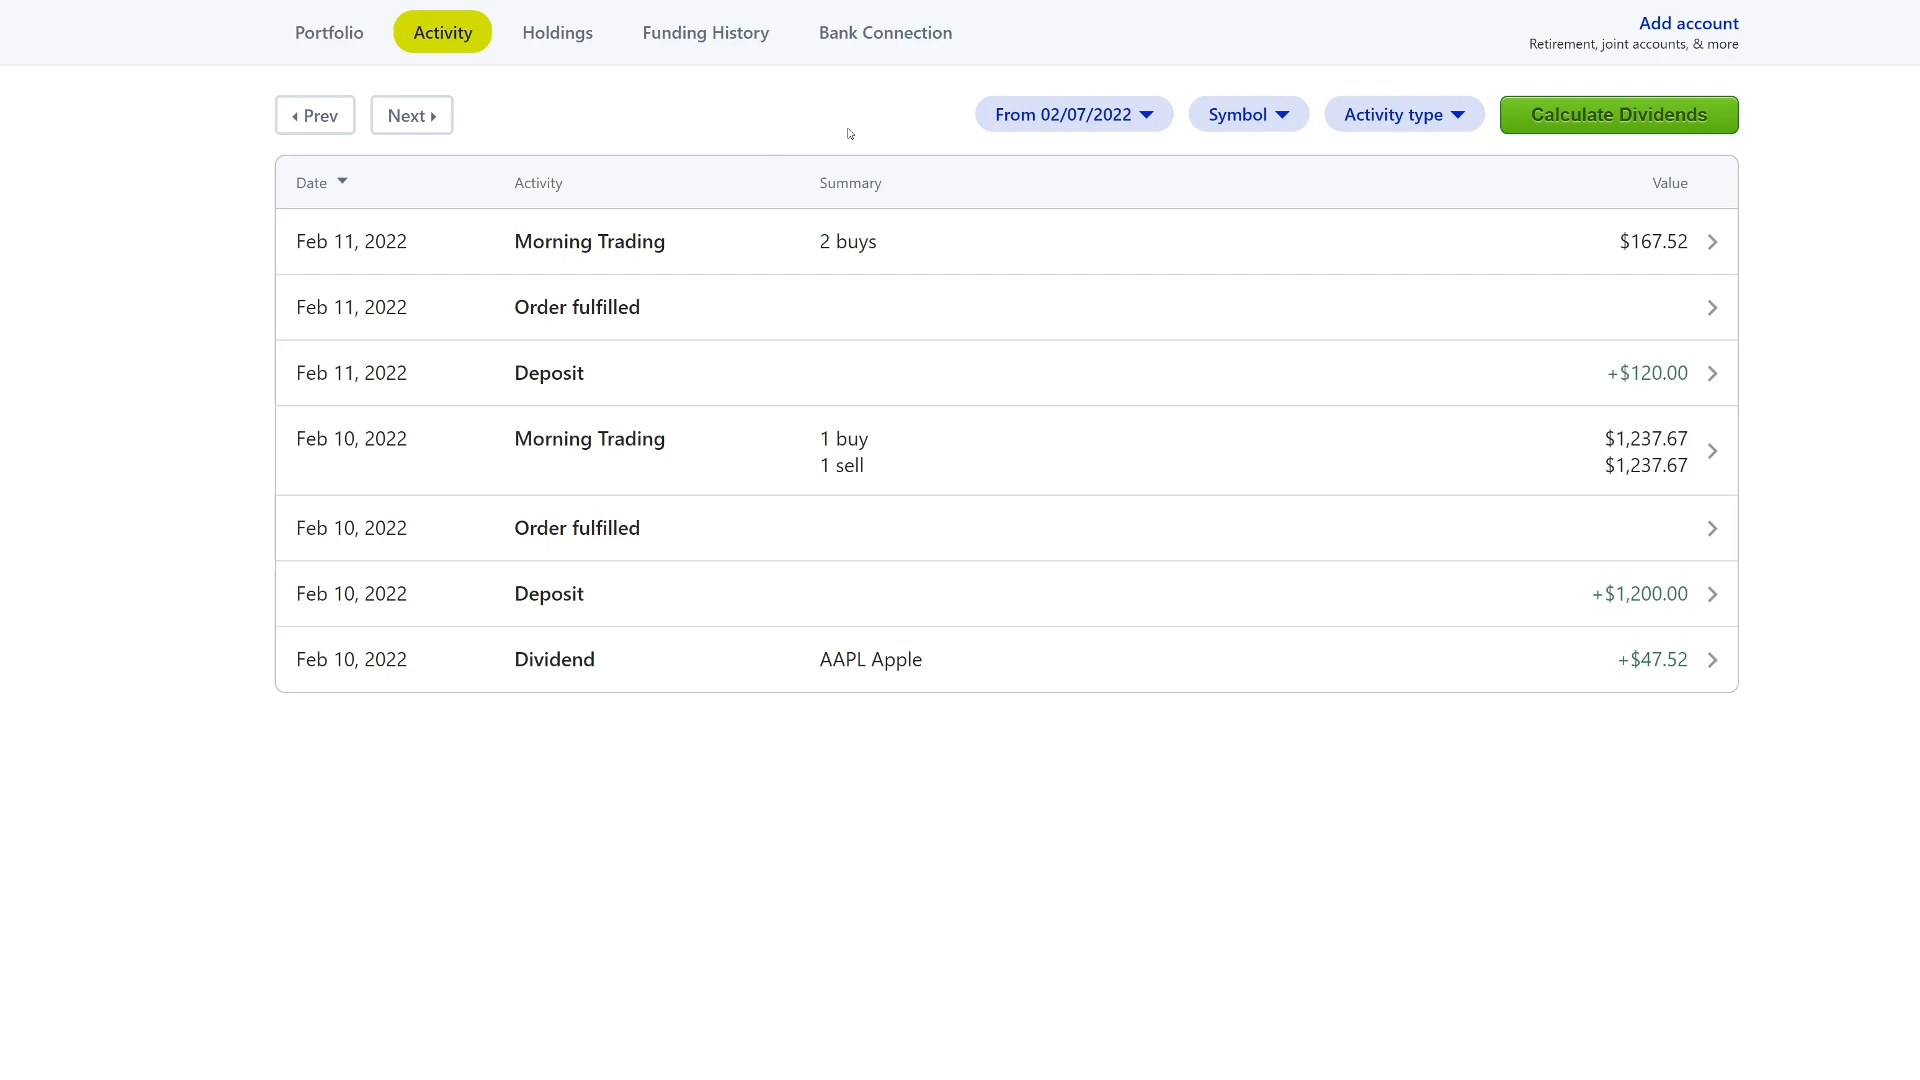 Portfolio
Activity
Holdings
Funding History
Bank Connection
Add account
Retirement, joint accounts, & more
Prev
Next
From 02/07/2022
Symbol
Activity type
Calculate Dividends
Date Activity Summary Value
Feb 11, 2022 Morning Trading 2 buys $167.52
Feb 11, 2022 Order fulfilled
Feb 11, 2022 Deposit +$120.00
Feb 10, 2022 Morning Trading 1 buy $1,237.67
1 sell $1,237.67
Feb 10, 2022 Order fulfilled
Feb 10, 2022 Deposit +$1,200.00
Feb 10, 2022 Dividend AAPL Apple +$47.52